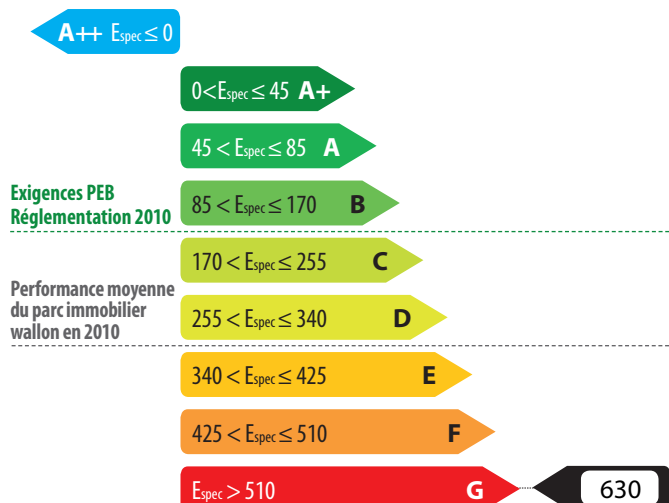 A++ Espec ≤ 0
0<Espec ≤ 45 A+
45 < Espec ≤ 85 A
Exigences PEB
Réglementation 2010
85 < Espec ≤ 170 B
170 < Espec ≤ 255 C
Performance moyenne
du parc immobilier
wallon en 2010
255 < Espec ≤ 340 D
340 < Espec ≤ 425 E
425 < Espec ≤ 510 F
Espec > 510 G 630